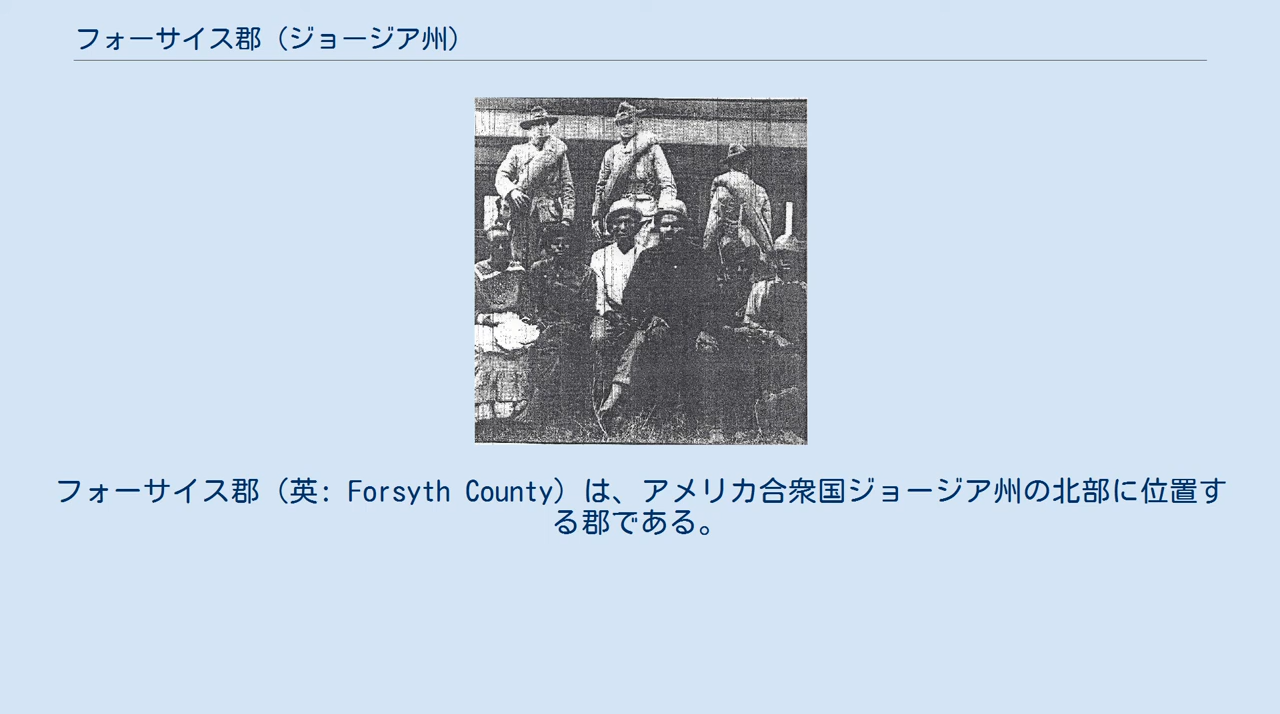 フォーサイス郡（ジョージア州）
フォーサイス郡（英: Forsyth County）は、アメリカ合衆国ジョージア州の北部に位置す
る郡である。